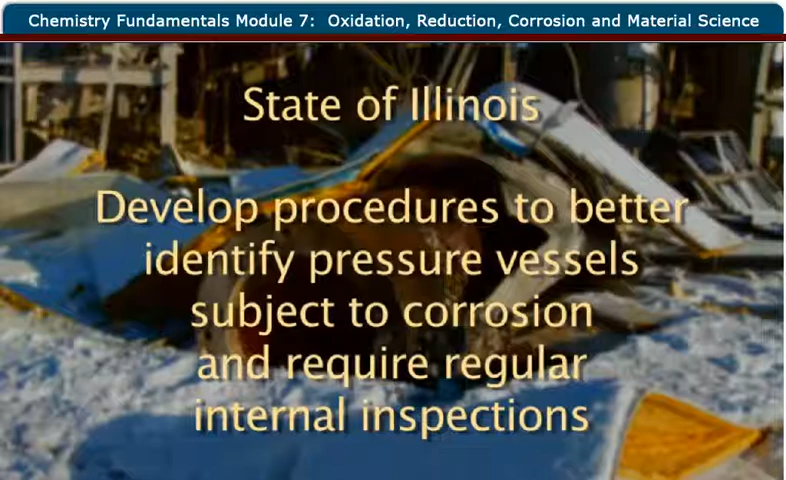 Chemistry Fundamentals Module 7: Oxidation, Reduction, Corrosion and Material Science
State of Illinois
Develop procedures to better
identify pressure vessels
subject to corrosion
and require regular
internal inspections